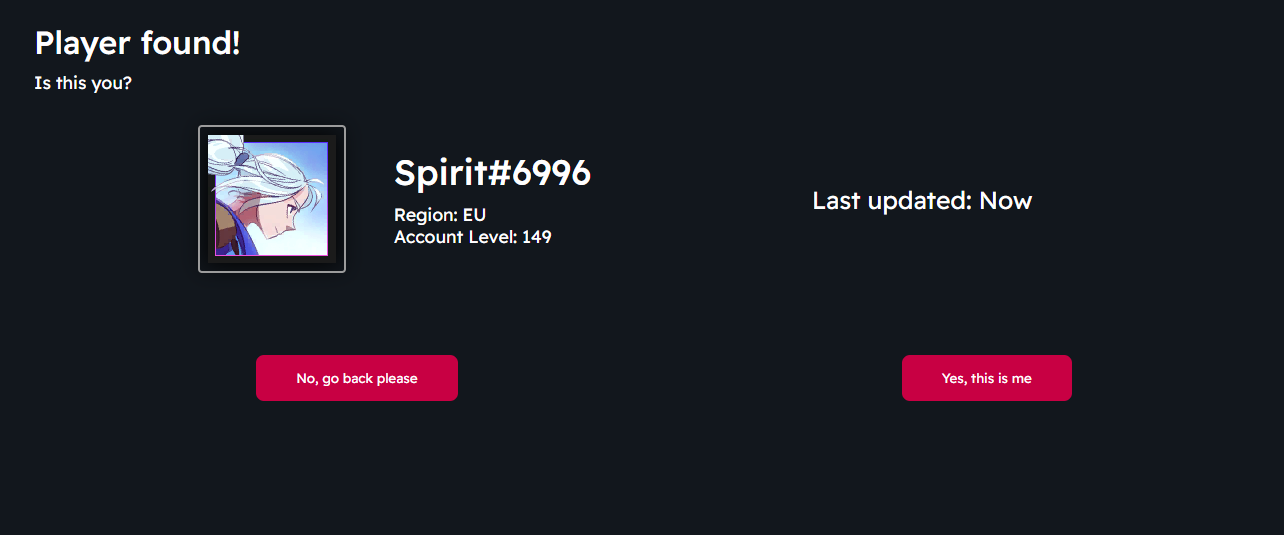 Player found!
Is this you?
Spirit#6996
Region: EU
Account Level: 149
Last updated: Now
No, go back please
Yes, this is me